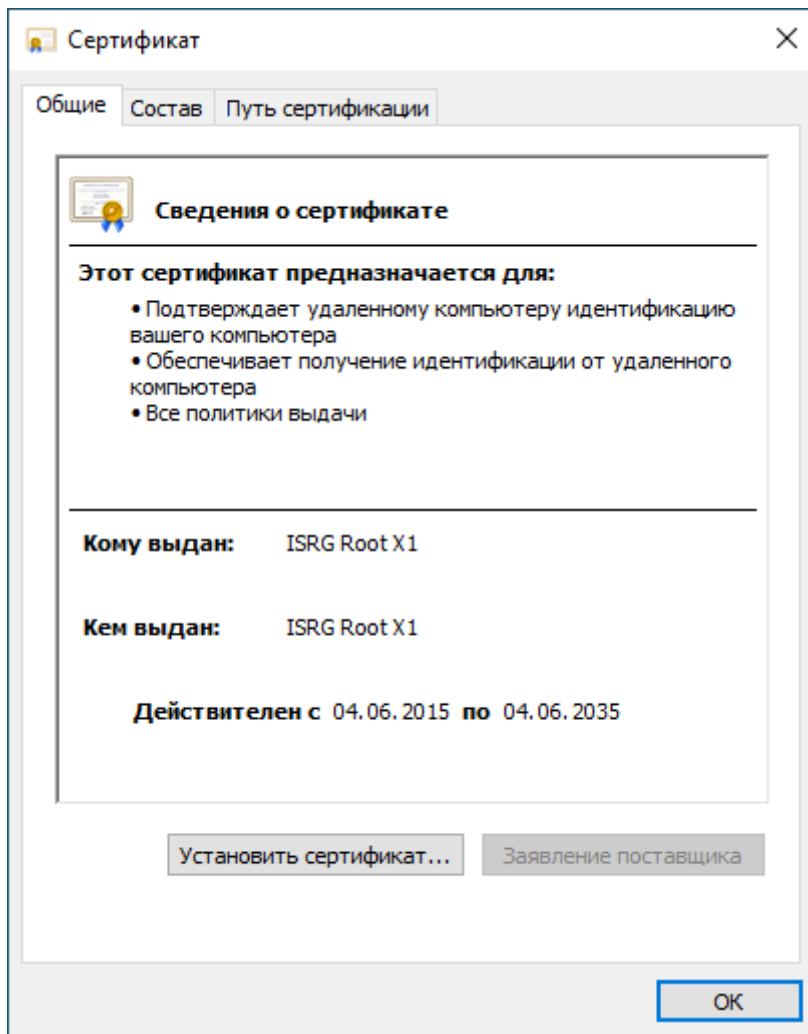 Сертификат
Общие Состав Путь сертификации
Сведения о сертификате
Этот сертификат предназначается для:
• Подтверждает удаленному компьютеру идентификацию
вашего компьютера
• Обеспечивает получение идентификации от удаленного
компьютера
• Все политики выдачи
Кому выдан: ISRG Root X1
Кем выдан: ISRG Root X1
Действителен с 04.06.2015 по 04.06.2035
Установить сертификат... Заявление поставщика
ОК